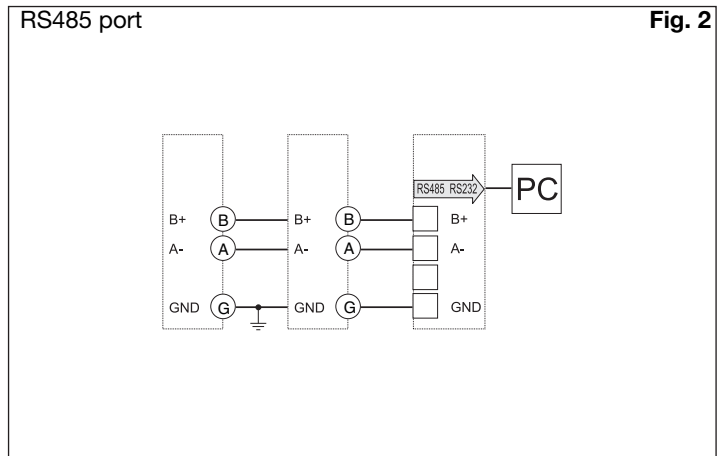 RS485 port Fig. 2
RS485 RS232 PC
B+ B B+ B B+
A- A A- A A-
GND G GND G GND